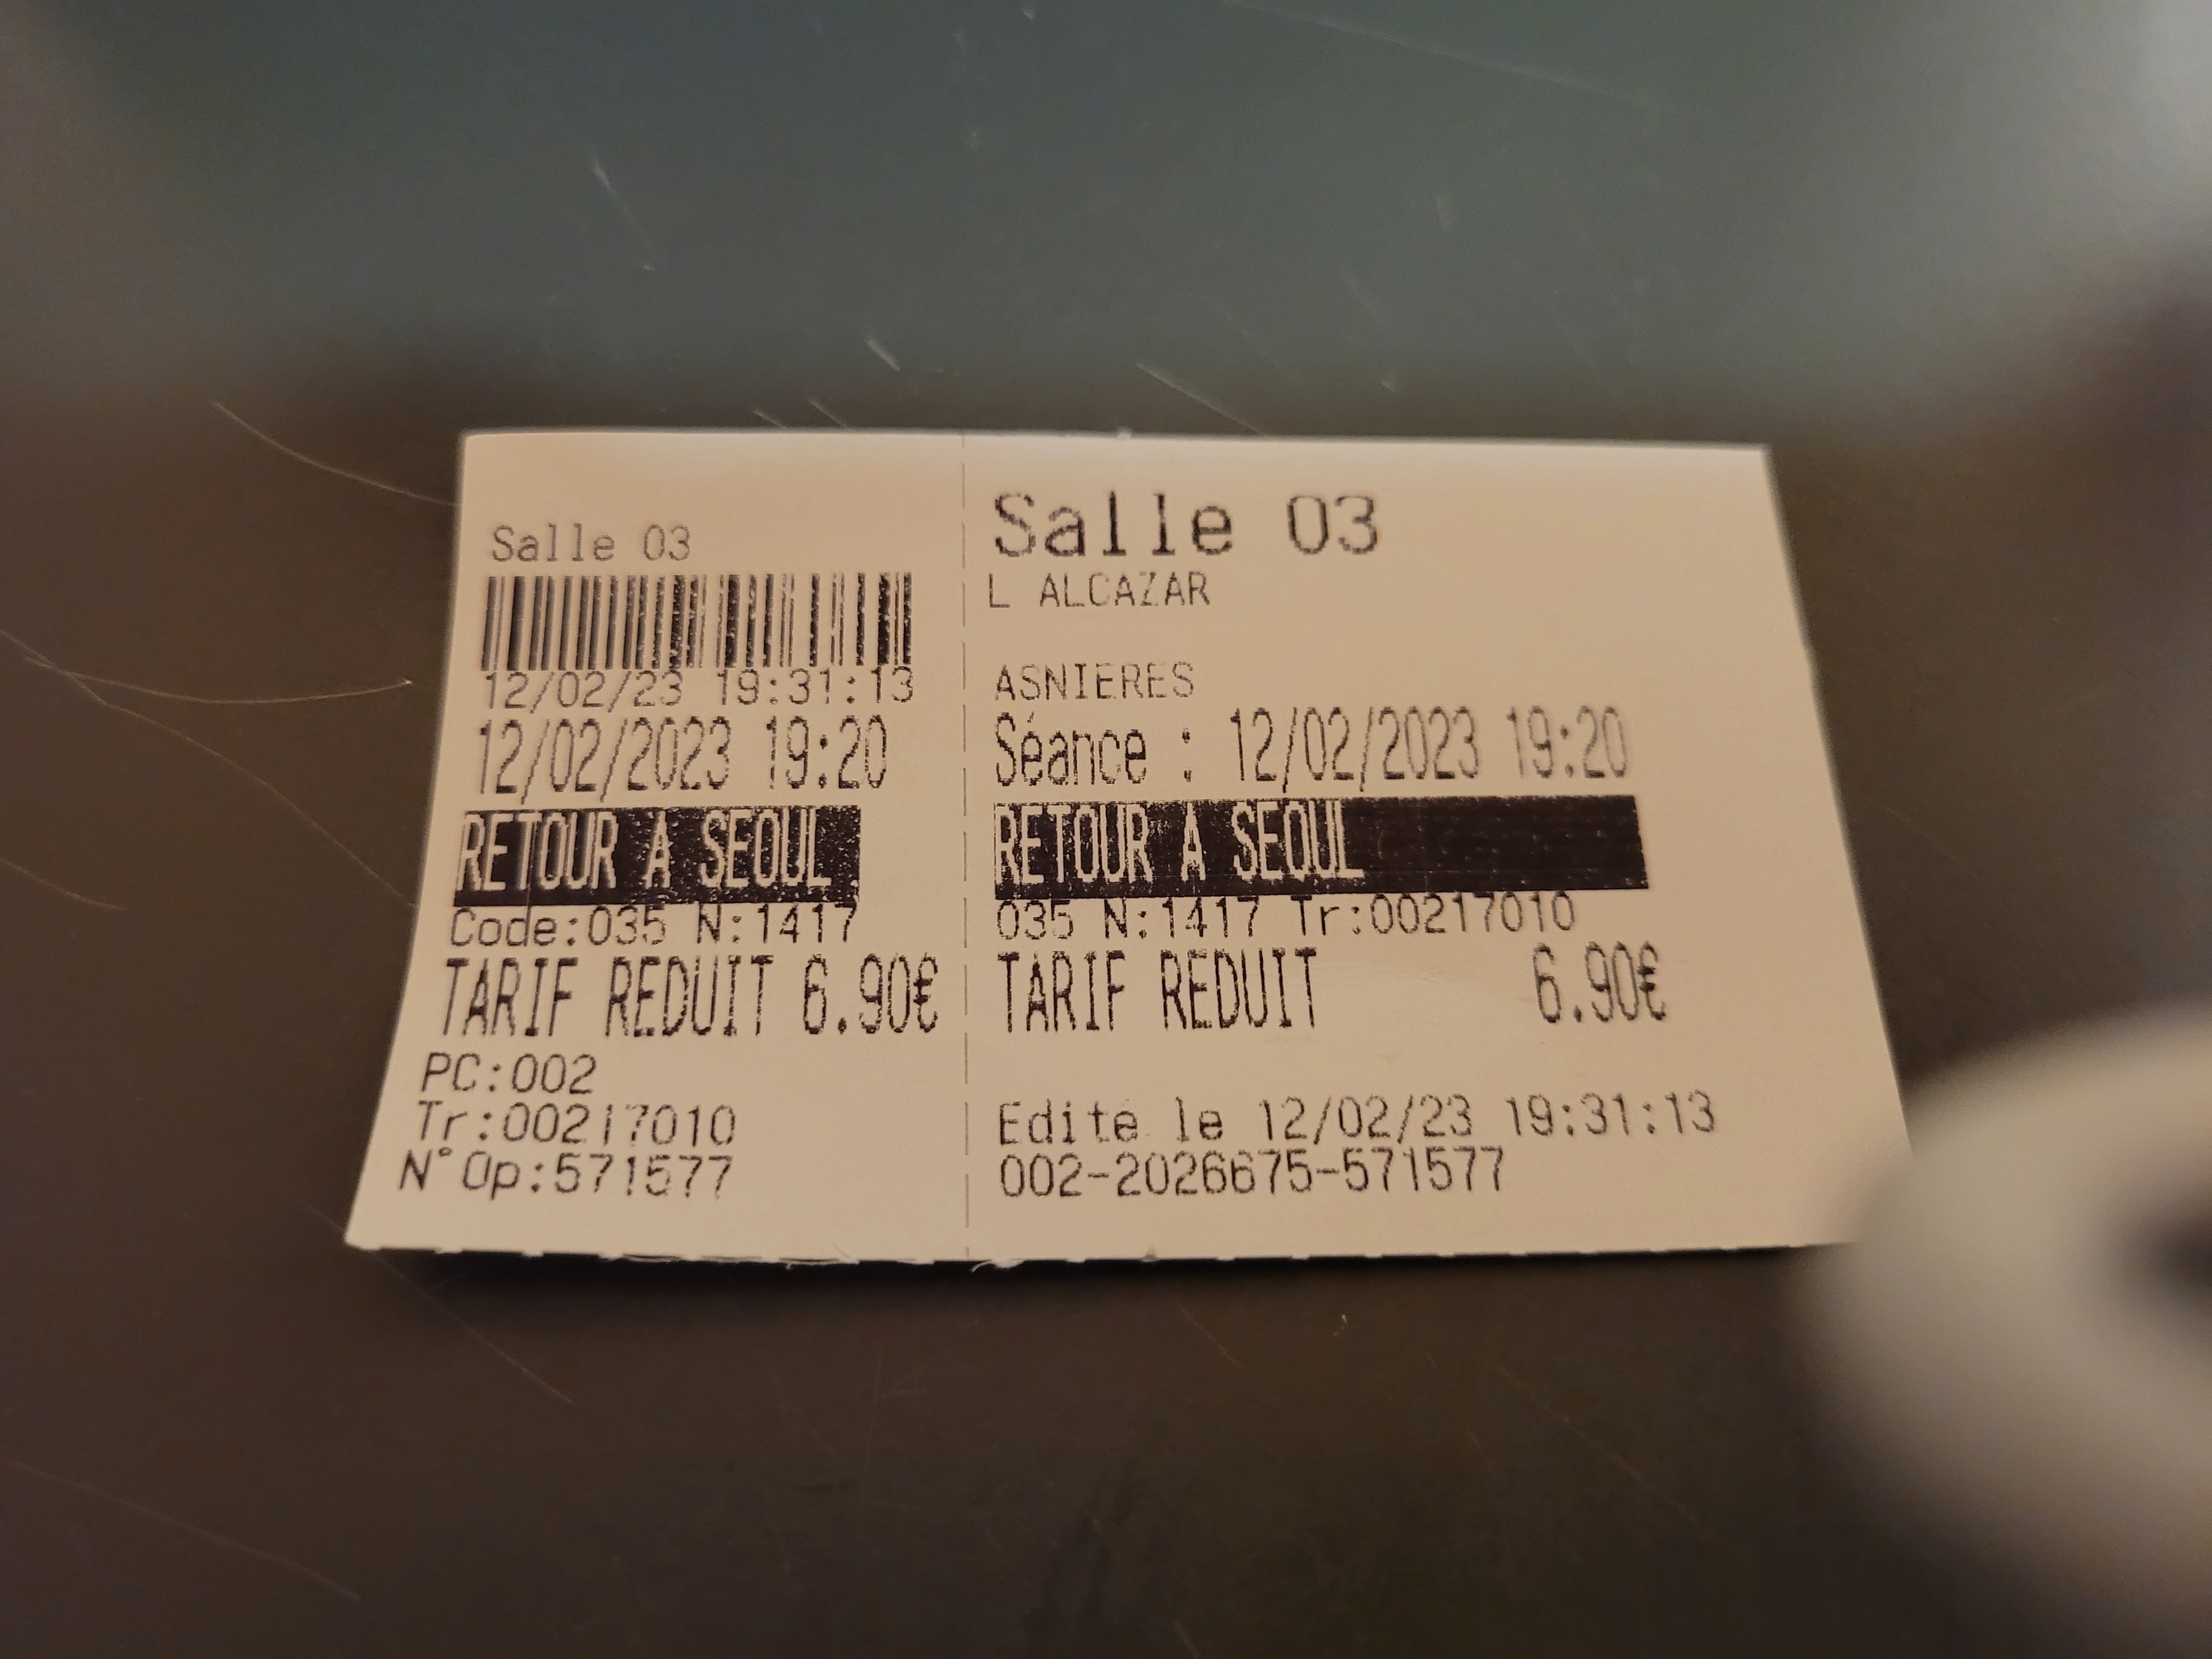 Salle 03
12/02/23 19:31:13
12/02/2023 19:20
RETOUR A SEOUL
Code:035 N:1417
TARIF REDUIT 6.90€
PC:002
Tr:00217010
N°Op:571577
Salle 03
L ALCAZAR
ASNIERES
Séance : 12/02/2023 19:20
RETOUR A SEOUL
035 N:1417 Tr:00217010
TARIF REDUIT 6.90€
Edité le 12/02/23 19:31:13
002-2026675-571577